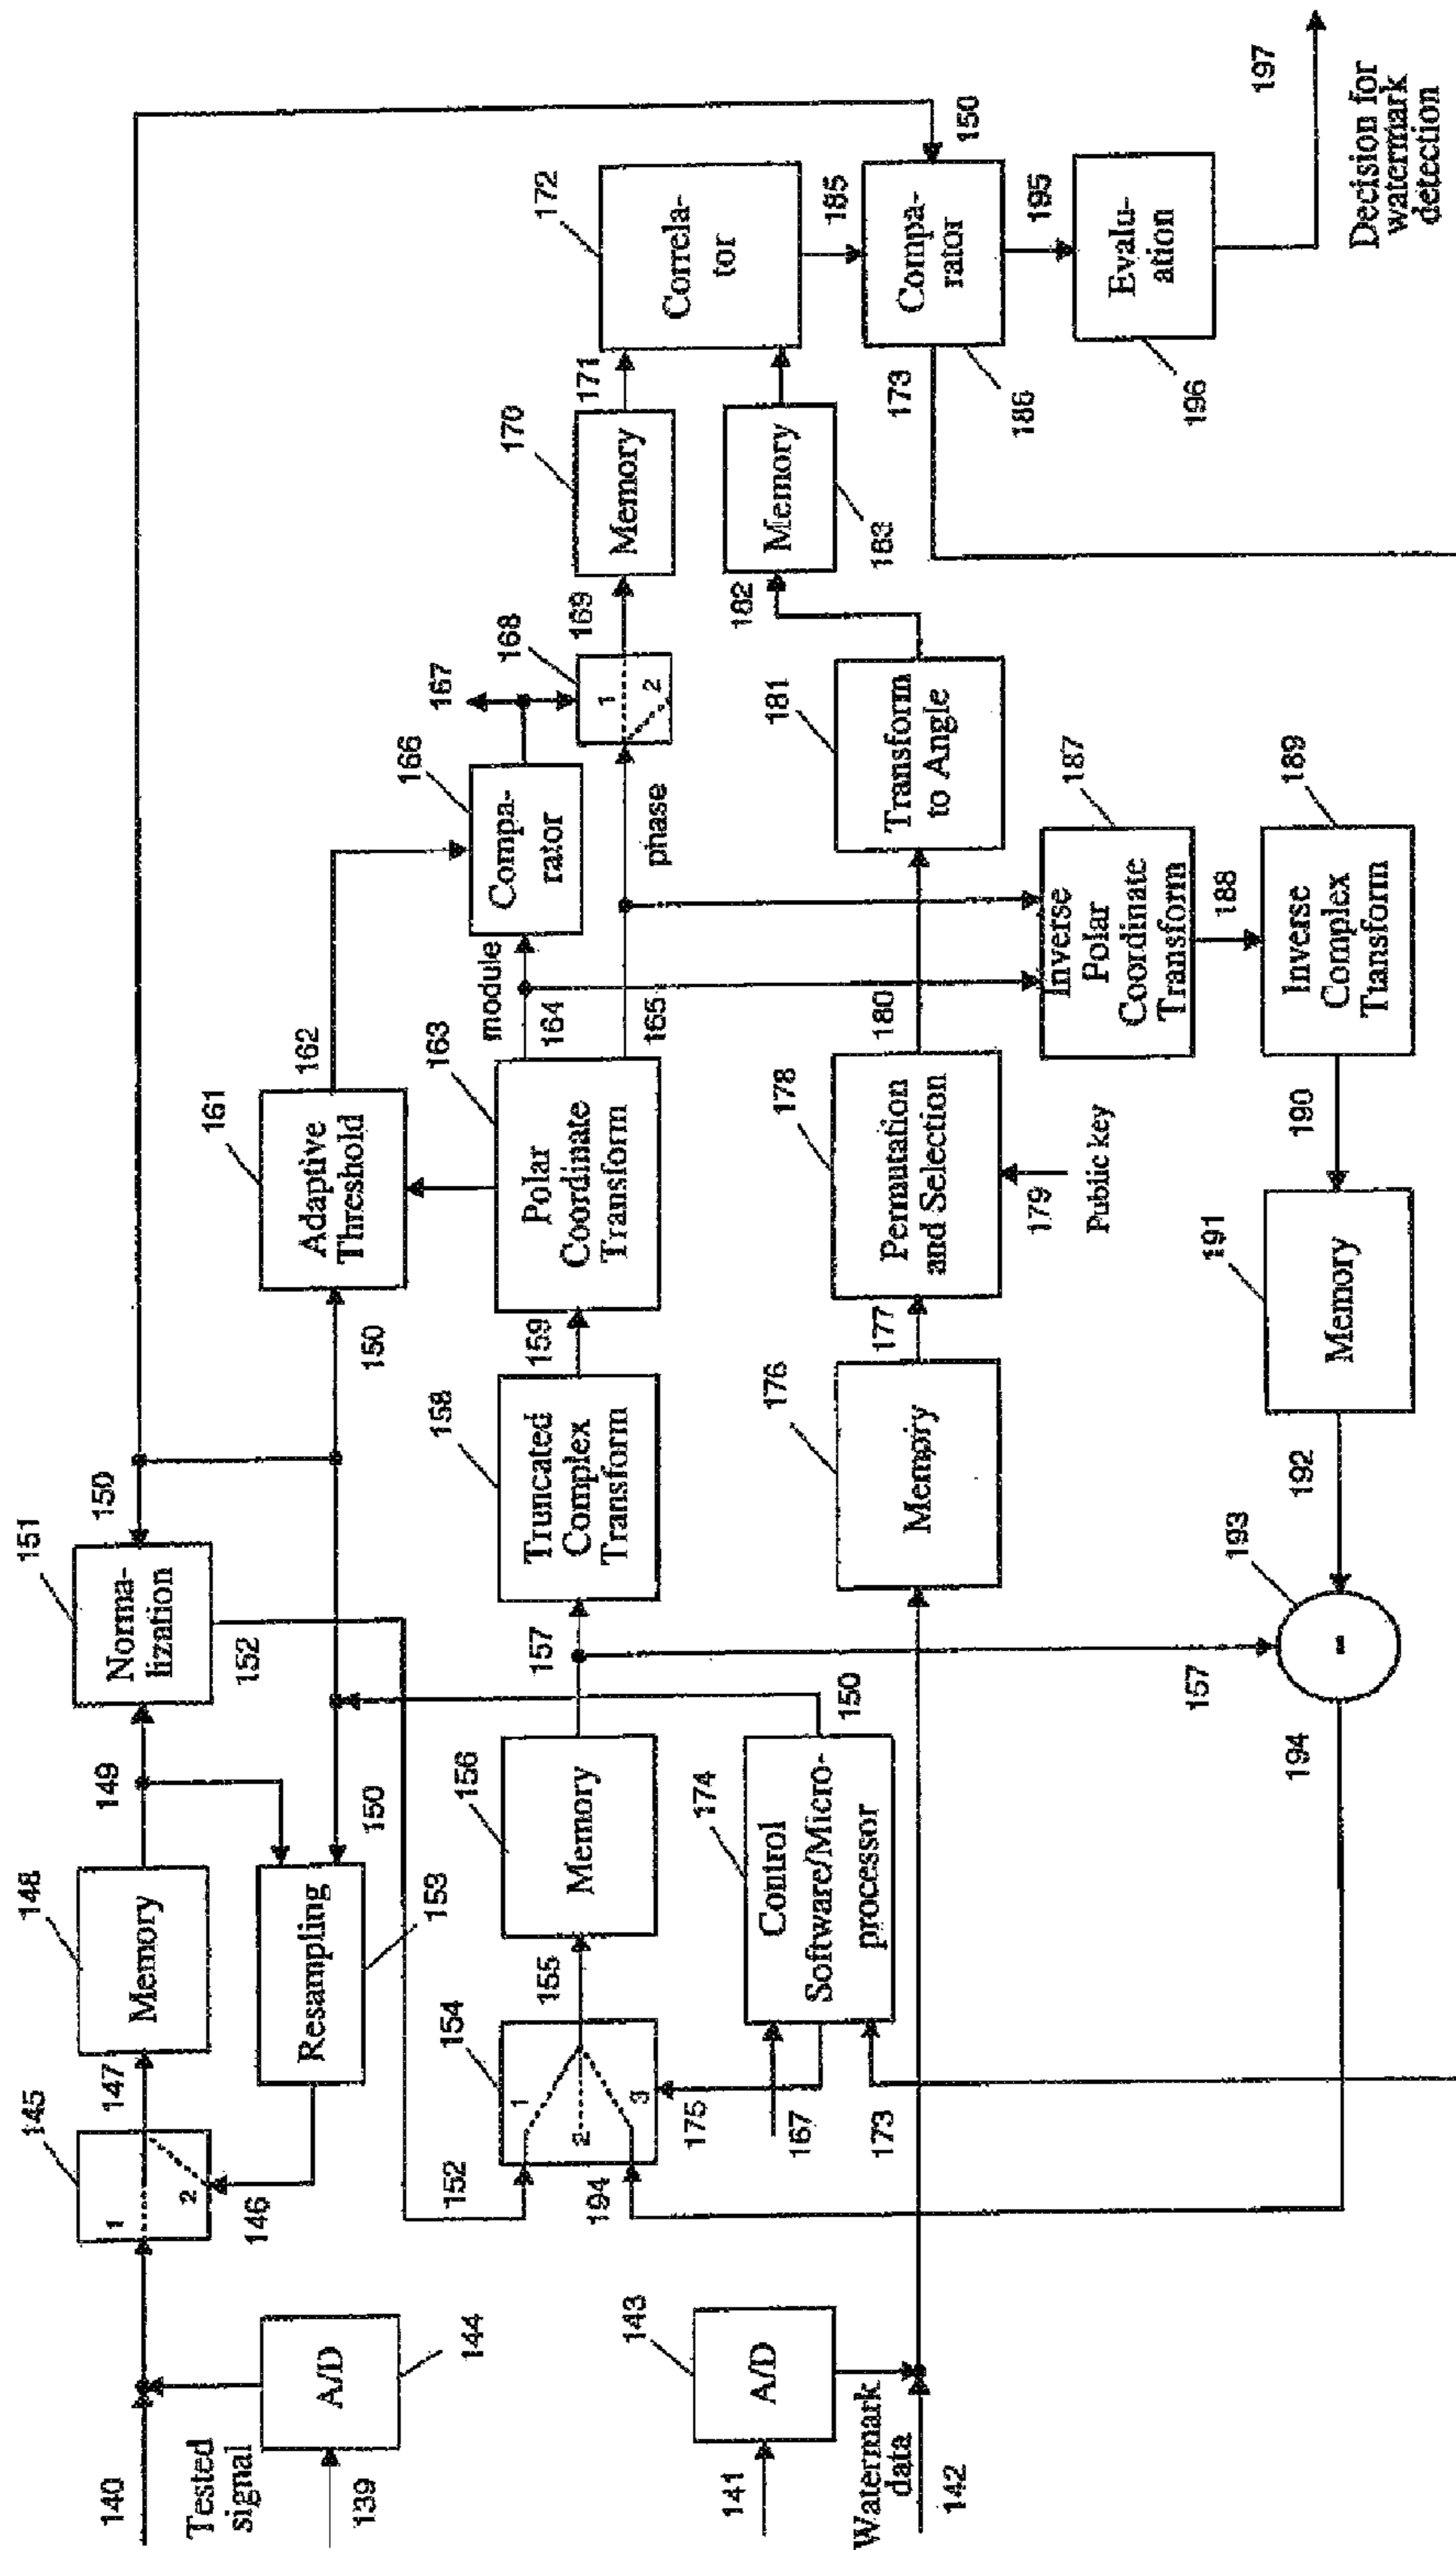 140
Tested
signal
139
A/D
144
145
1
2
146
147
148
Memory
149
Resampling
153
150
151
Norma-
lization
150
152
150
161
Adaptive
Threshold
162
141
A/D
143
Watermark
data
142
152
154
1
2
3
194
155
156
Memory
157
158
Truncated
Complex
Transform
159
163
Polar
Coordinate
Transform
module
164
165
166
Compa-
rator
167
phase
168
1
2
169
170
Memory
171
172
Correla-
tor
175
167
173
174
Control
Software/Micro-
processor
150
176
Memory
177
178
Permutation
and Selection
179
Public key
180
181
Transform
to Angle
182
Memory
183
185
150
Compa-
rator
186
173
195
Evalu-
ation
196
197
Decision for
watermark
detection
187
Inverse
Polar
Coordinate
Transform
188
189
Inverse
Complex
Transform
190
191
Memory
192
193
-
157
194